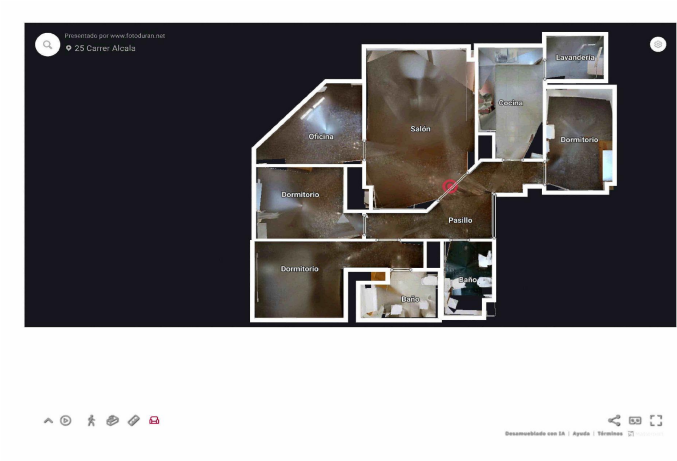 Presentado por www.fotoduran.net
25 Carrer Alcala
Lavandería
Cocina
Salón
Oficina
Dormitorio
Dormitorio
Pasillo
Dormitorio
Baño
Baño
Desamueblado con IA | Ayuda | Términos